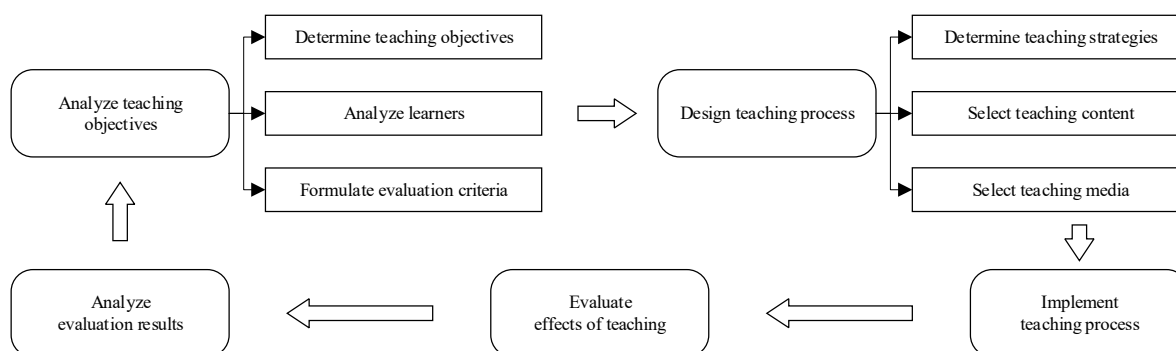 Analyze teaching
objectives
Determine teaching objectives
Analyze learners
Formulate evaluation criteria
Design teaching process
Determine teaching strategies
Select teaching content
Select teaching media
Implement
teaching process
Evaluate
effects of teaching
Analyze
evaluation results